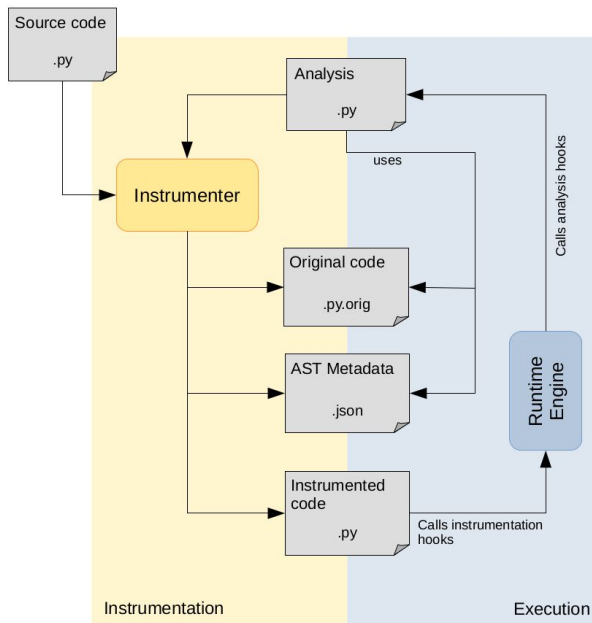 Source code
.py
Analysis
.py
uses
Calls analysis hooks
Instrumenter
Original code
.py.orig
AST Metadata
.json
Runtime
Engine
Instrumented
code
.py
Calls instrumentation
hooks
Instrumentation
Execution